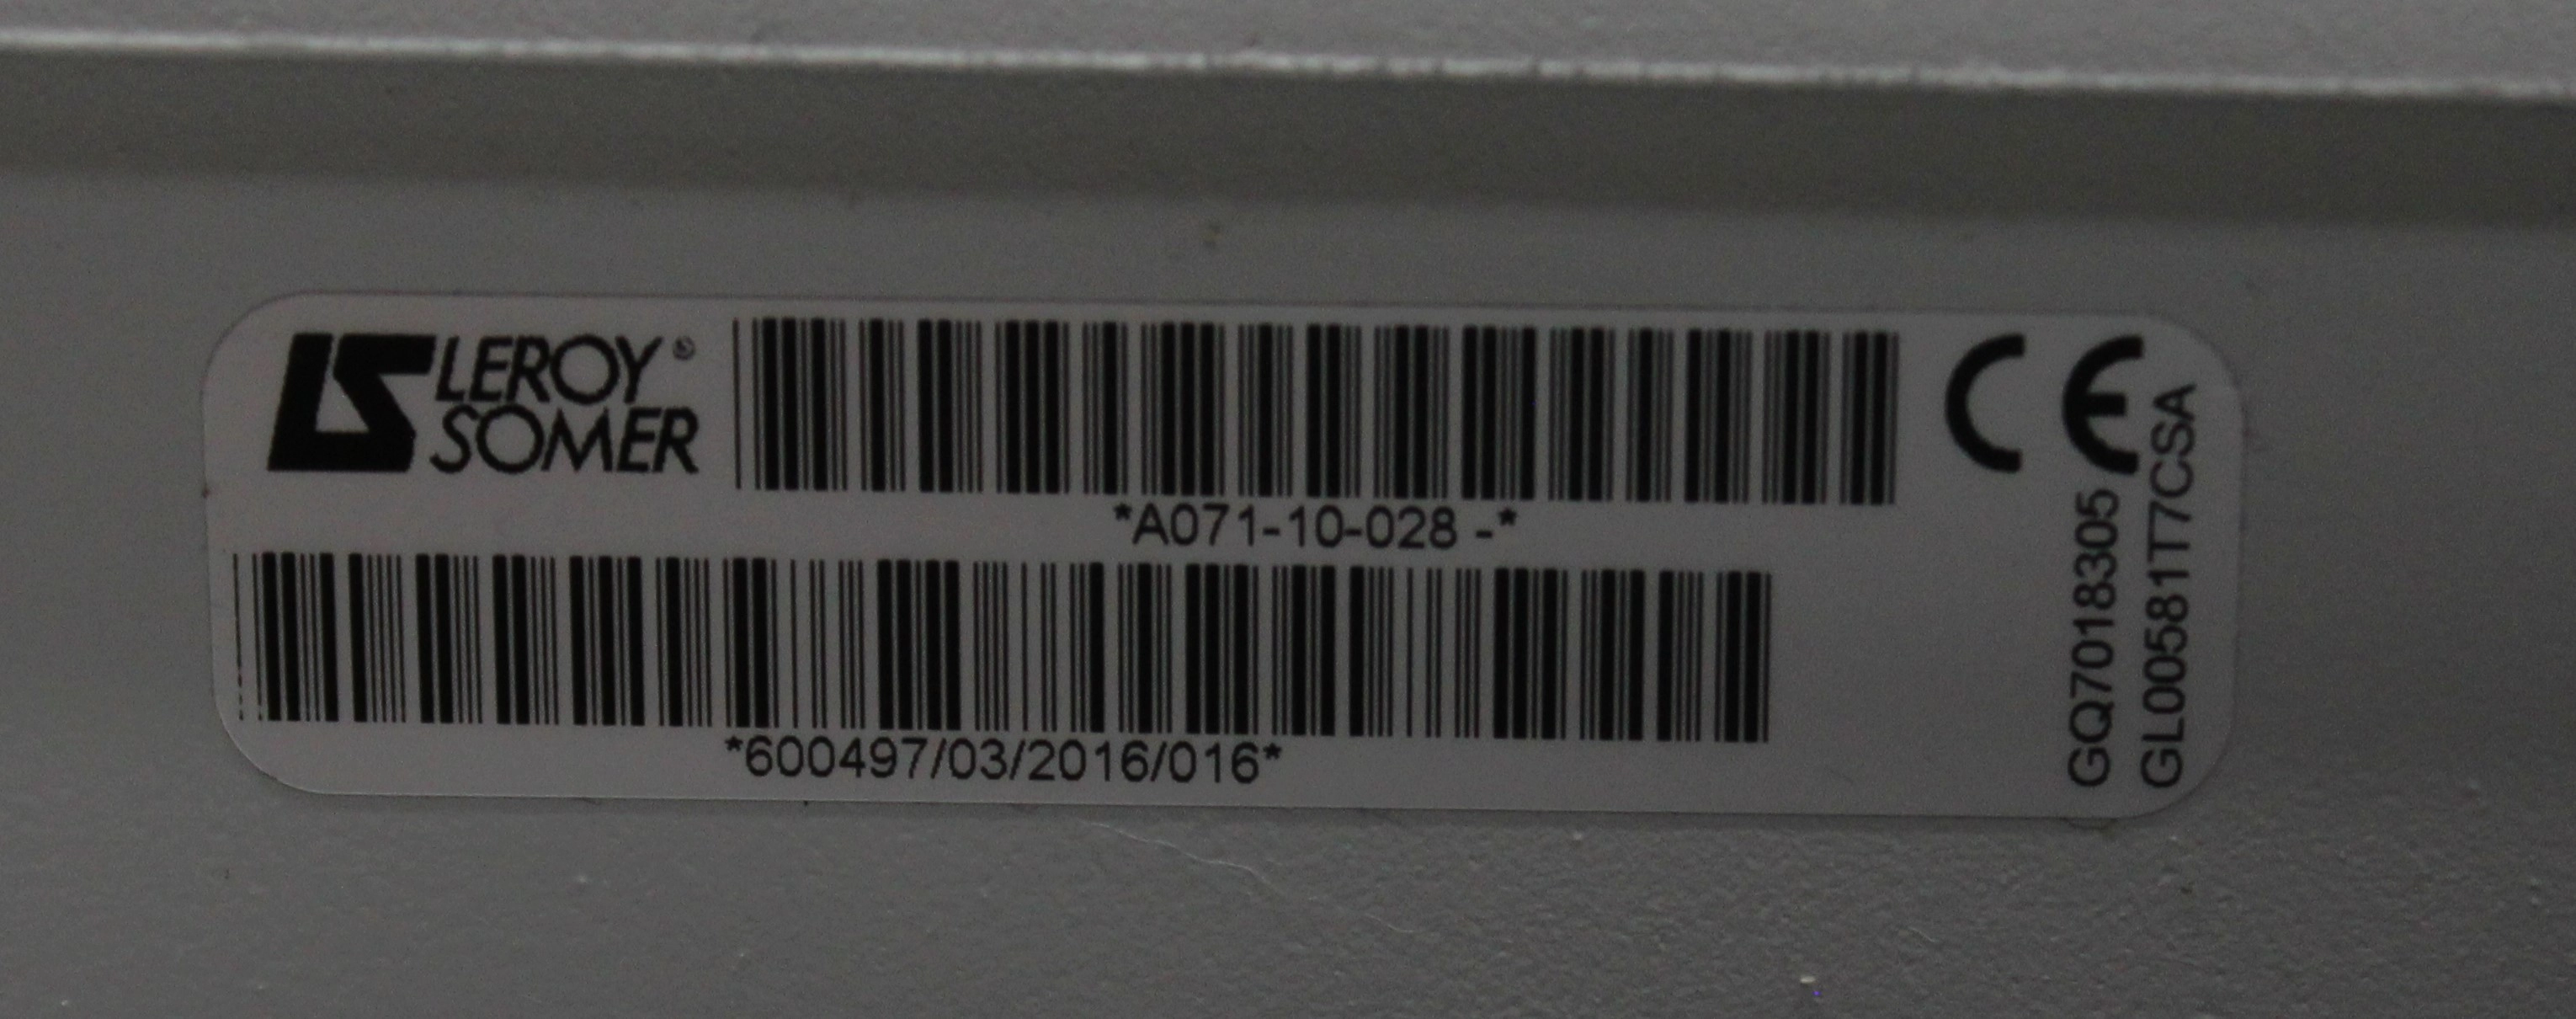 LEROY®
SOMER
*A071-10-028 -*
*600497/03/2016/016*
CE
GQ7018305
GL00581T7CSA